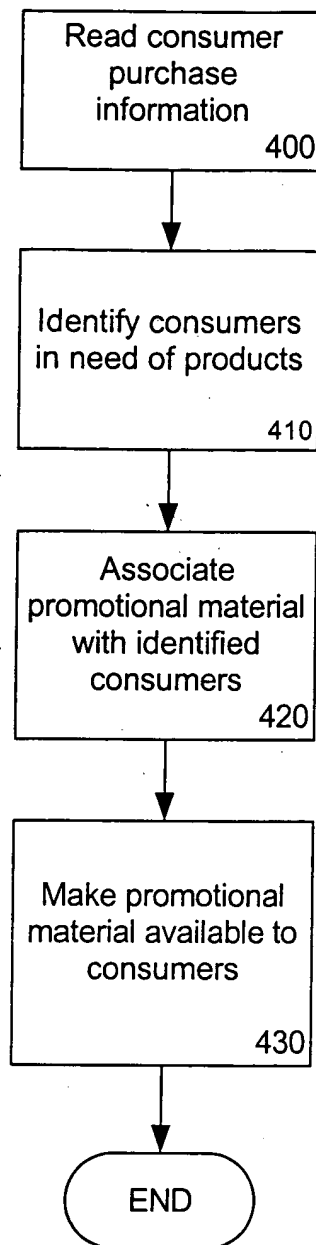 Read consumer
purchase
information
400
Identify consumers
in need of products
410
Associate
promotional material
with identified
consumers
420
Make promotional
material available to
consumers
430
END